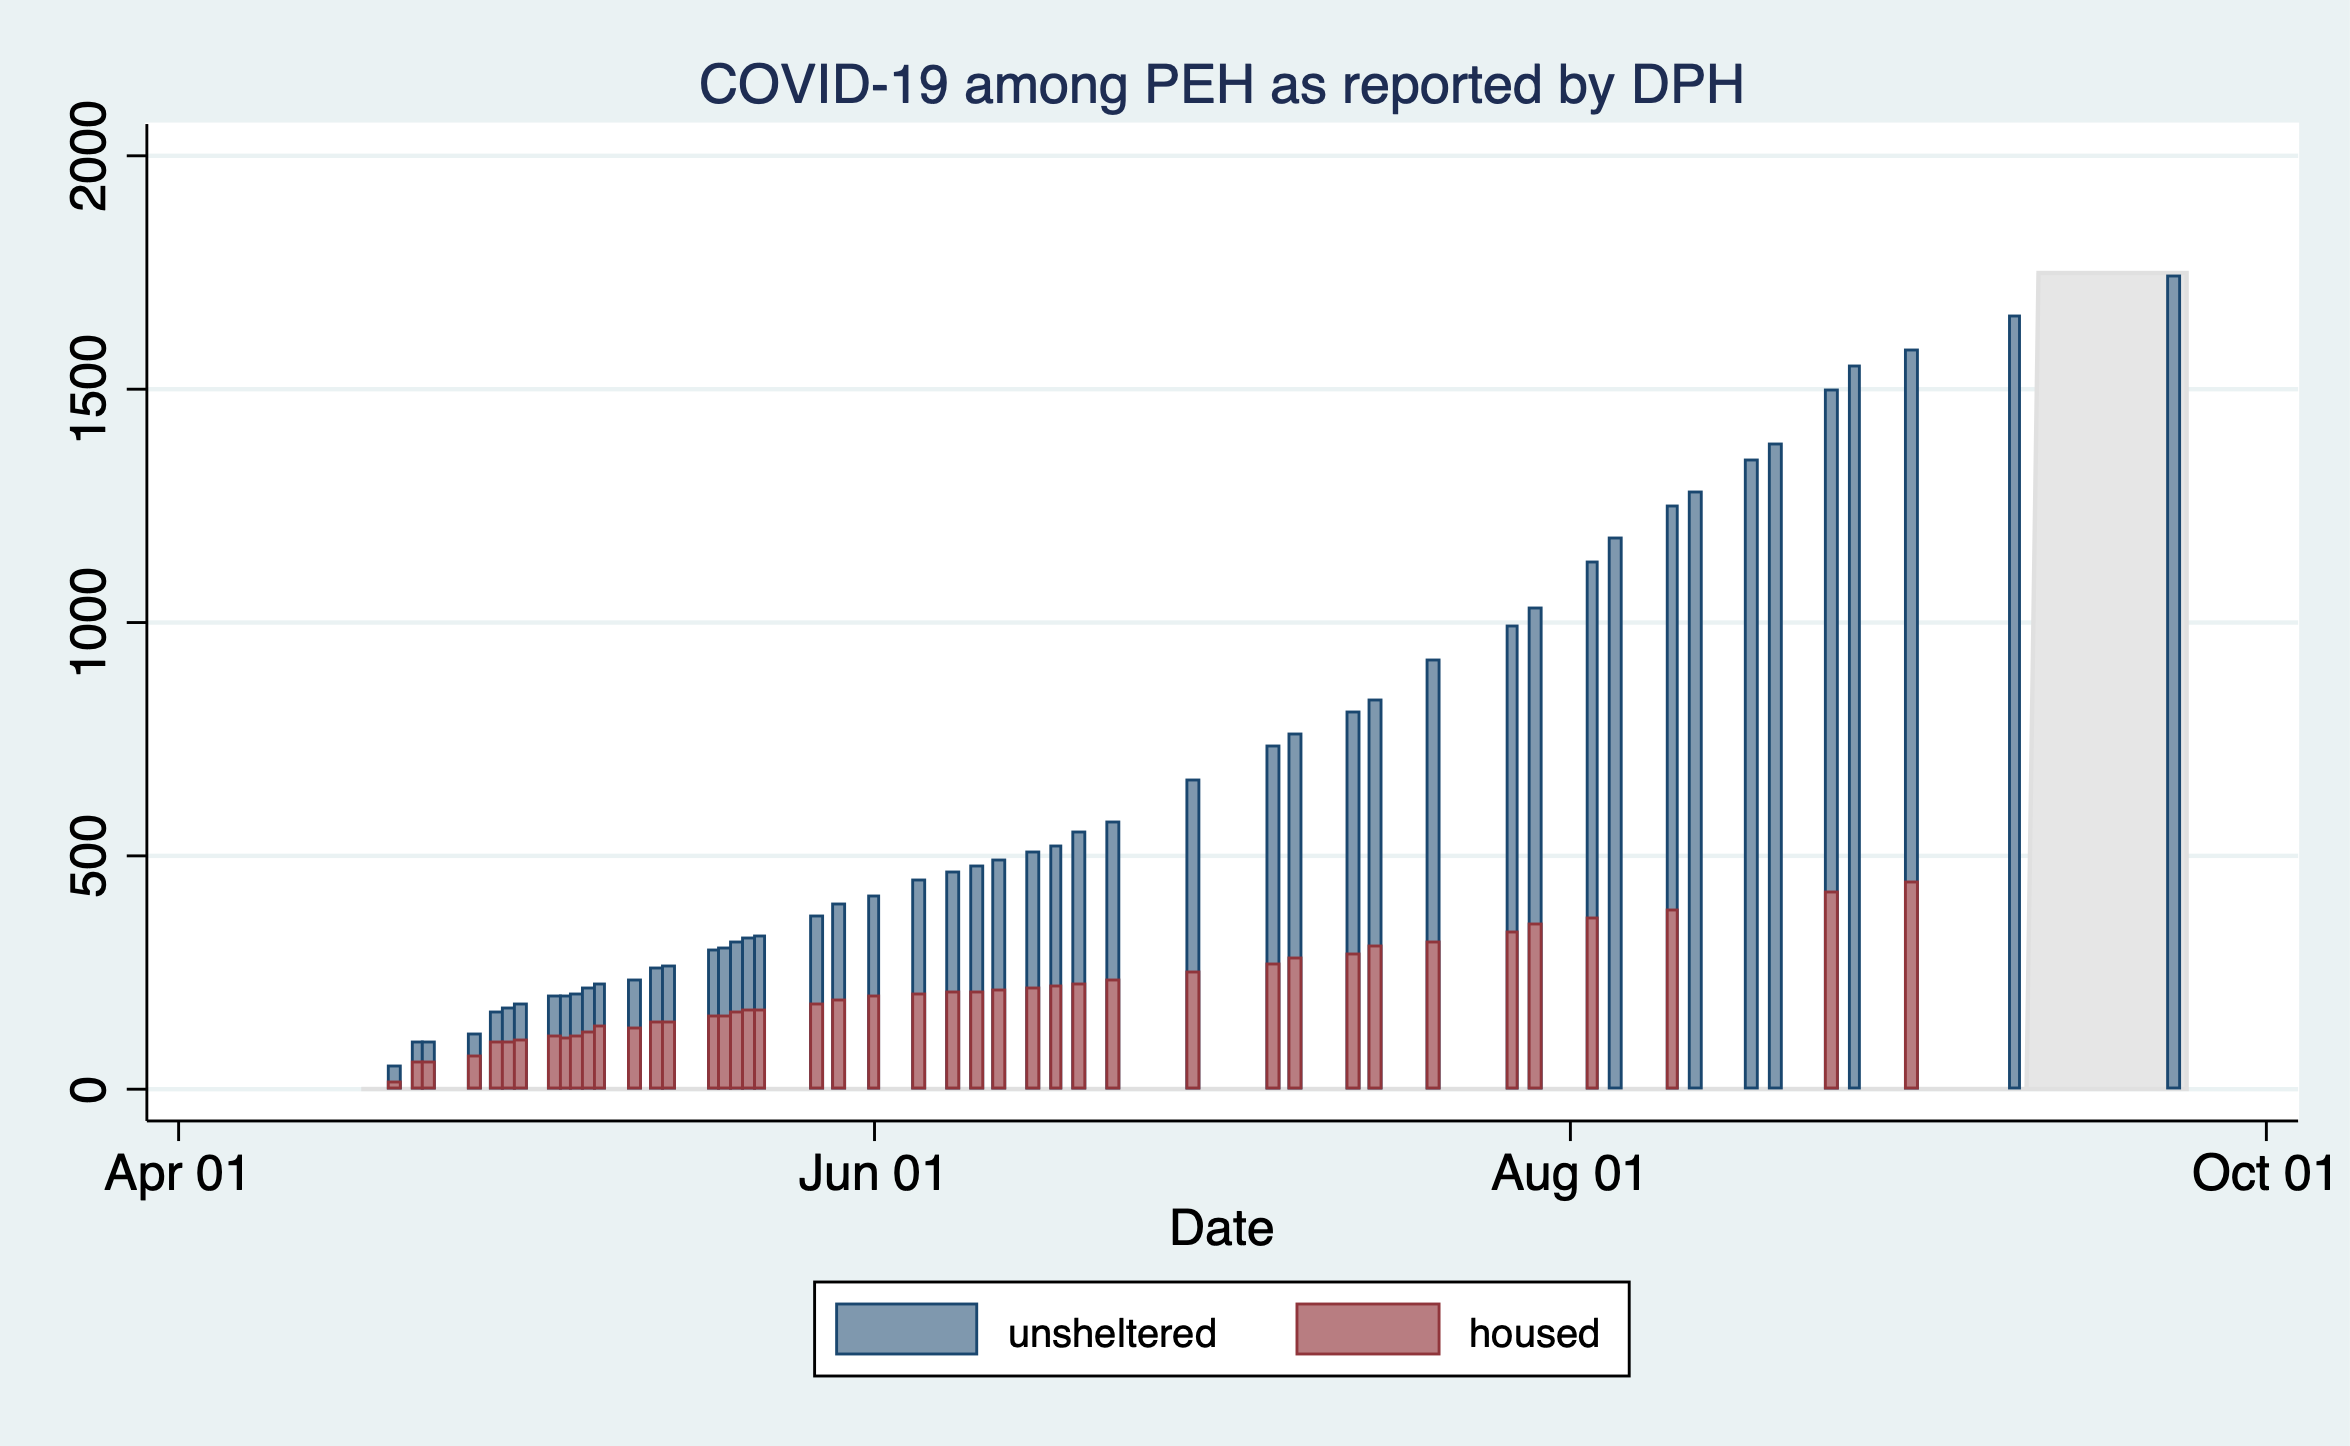 COVID-19 among PEH as reported by DPH
2000
1500
1000
500
0
Apr 01 Jun 01 Aug 01 Oct 01
Date
unsheltered housed